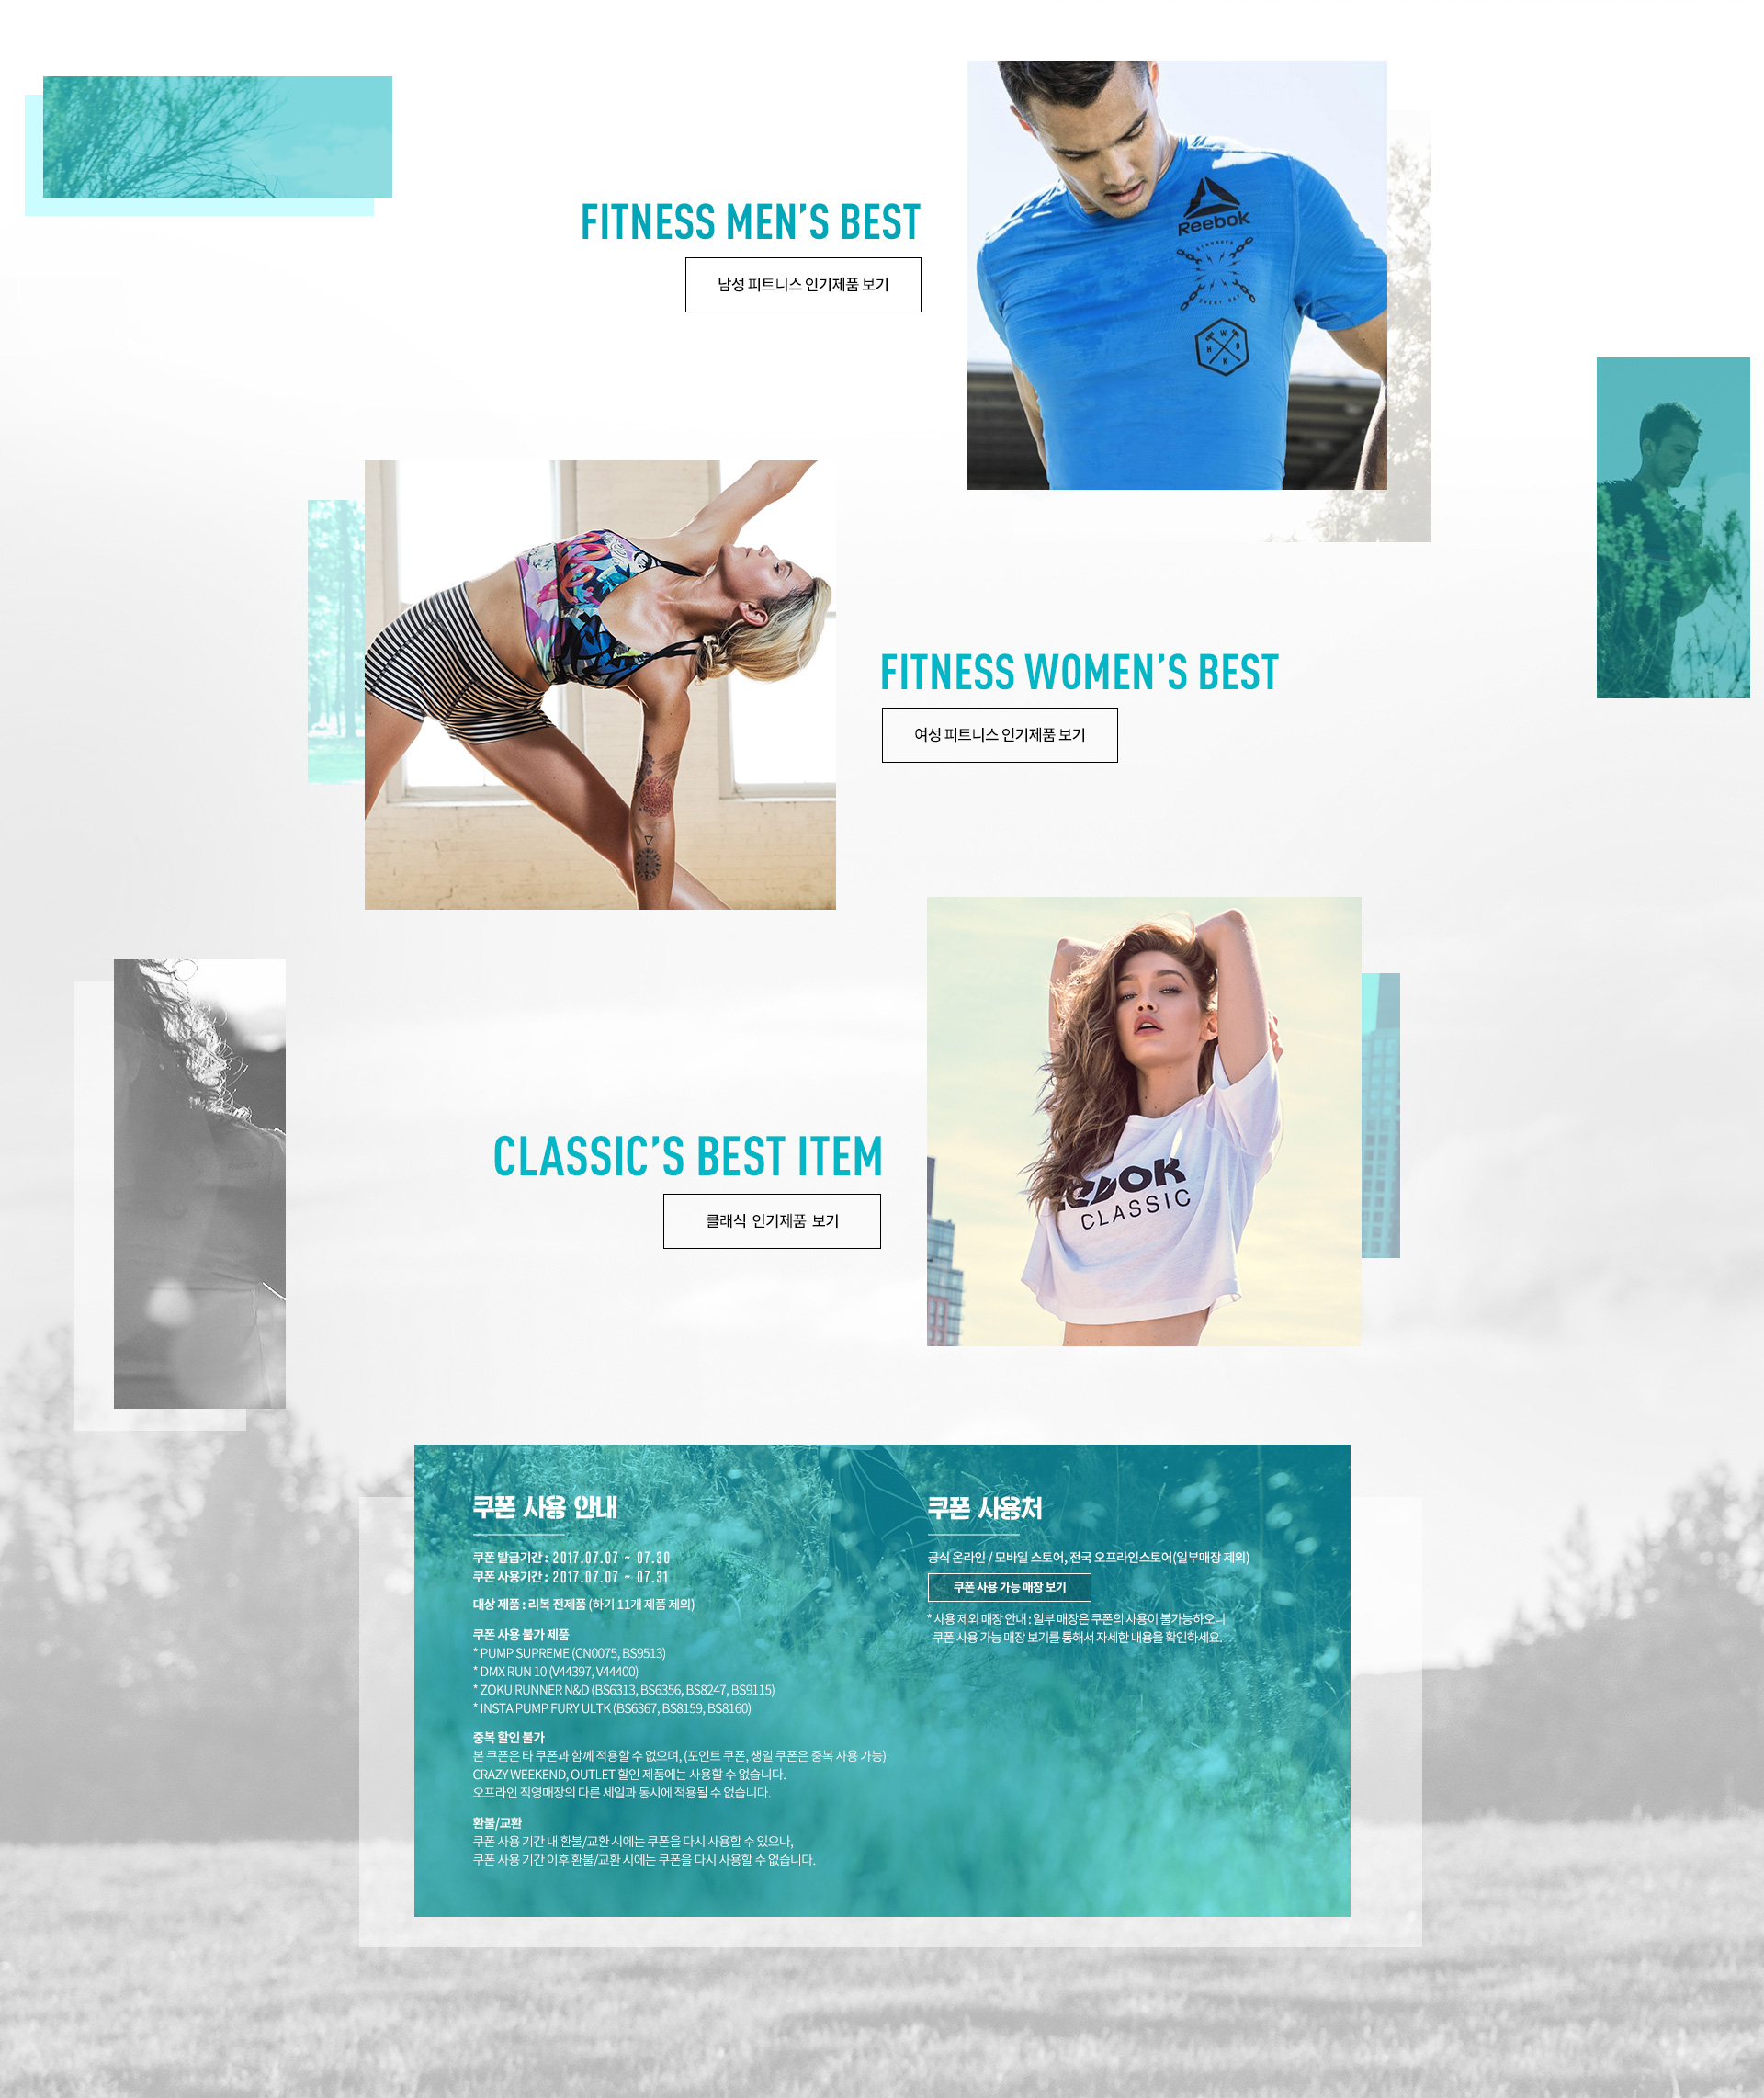 Reebok
STRONGER
EVERY DAY
W
H D
K
FITNESS MEN'S BEST
남성 피트니스 인기제품 보기
FITNESS WOMEN'S BEST
여성 피트니스 인기제품 보기
CLASSIC'S BEST ITEM
클래식 인기제품 보기
CLASSIC
쿠폰 사용 안내
쿠폰 발급기간 : 2017.07.07 ~ 07.30
쿠폰 사용기간 : 2017.07.07 ~ 07.31
대상 제품 : 리복 전제품 (하기 11개 제품 제외)
쿠폰 사용 불가 제품
* PUMP SUPREME (CN0075, BS9513)
* DMX RUN 10 (V44397, V44400)
* ZOKU RUNNER N&D (BS6313, BS6356, BS8247, BS9115)
* INSTA PUMP FURY ULTK (BS6367, BS8159, BS8160)
중복 할인 불가
본 쿠폰은 타 쿠폰과 함께 적용할 수 없으며, (포인트 쿠폰, 생일 쿠폰은 중복 사용 가능)
CRAZY WEEKEND, OUTLET 할인 제품에는 사용할 수 없습니다.
오프라인 직영매장의 다른 세일과 동시에 적용될 수 없습니다.
환불/교환
쿠폰 사용 기간 내 환불/교환 시에는 쿠폰을 다시 사용할 수 있으나,
쿠폰 사용 기간 이후 환불/교환 시에는 쿠폰을 다시 사용할 수 없습니다.
쿠폰 사용처
공식 온라인 / 모바일 스토어, 전국 오프라인스토어(일부매장 제외)
쿠폰 사용 가능 매장 보기
* 사용 제외 매장 안내 : 일부 매장은 쿠폰의 사용이 불가능하오니
쿠폰 사용 가능 매장 보기를 통해서 자세한 내용을 확인하세요.